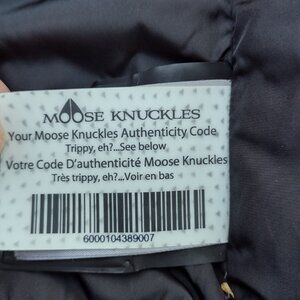 MOOSE KNUCKLES
Your Moose Knuckles Authenticity Code
Trippy, eh?...See below
Votre Code D'authenticité Moose Knuckles
Très trippy, eh?...Voir en bas
6000104389007